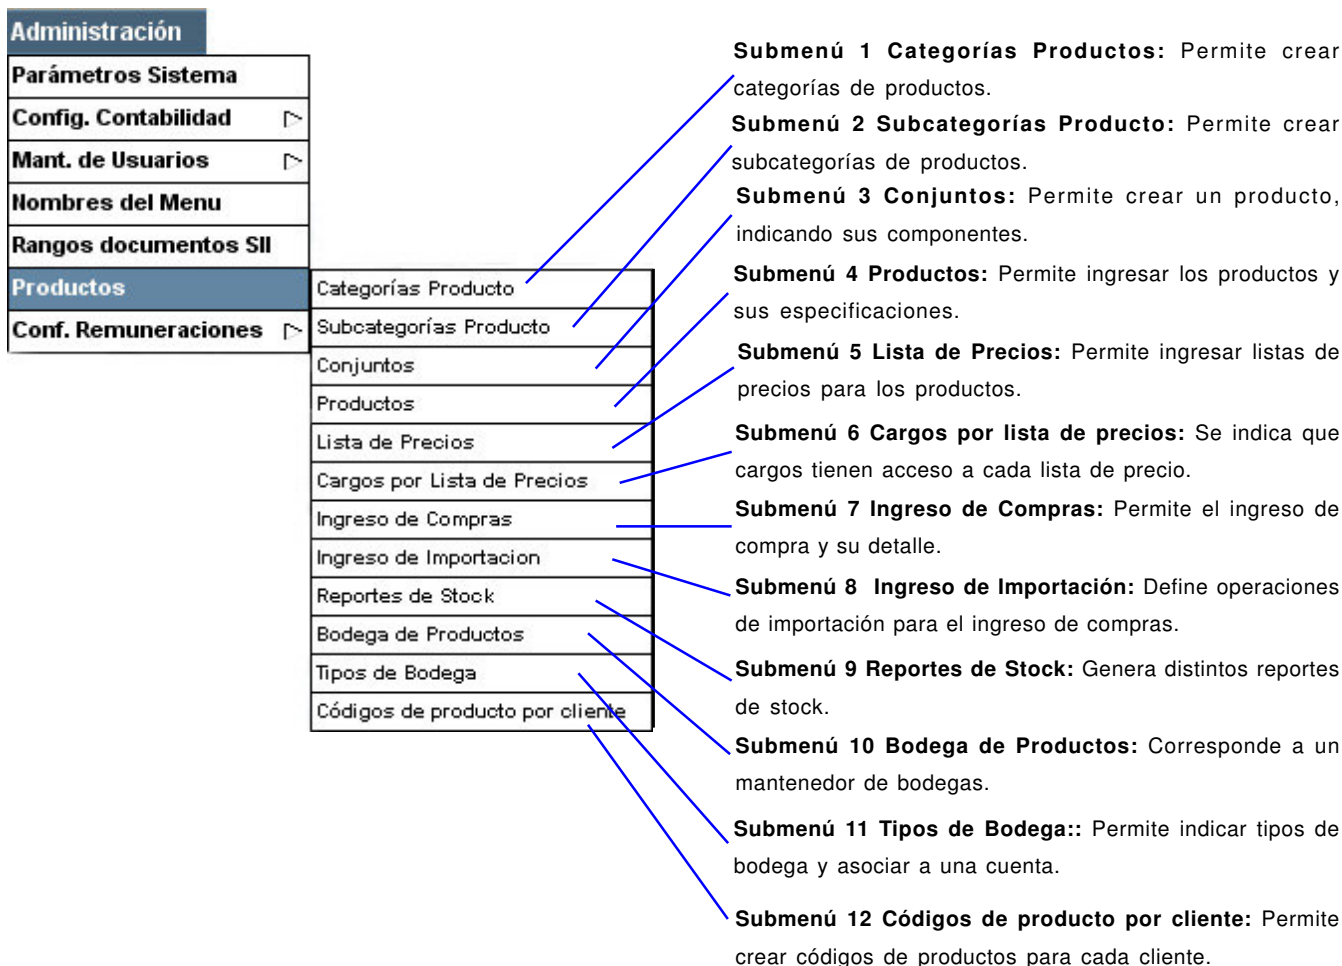 Administración
Parámetros Sistema
Config. Contabilidad
Mant. de Usuarios
Nombres del Menu
Rangos documentos SII
Productos
Conf. Remuneraciones
Categorías Producto
Subcategorías Producto
Conjuntos
Productos
Lista de Precios
Cargos por Lista de Precios
Ingreso de Compras
Ingreso de Importacion
Reportes de Stock
Bodega de Productos
Tipos de Bodega
Códigos de producto por cliente
Submenú 1 Categorías Productos: Permite crear
categorías de productos.
Submenú 2 Subcategorías Producto: Permite crear
subcategorías de productos.
Submenú 3 Conjuntos: Permite crear un producto,
indicando sus componentes.
Submenú 4 Productos: Permite ingresar los productos y
sus especificaciones.
Submenú 5 Lista de Precios: Permite ingresar listas de
precios para los productos.
Submenú 6 Cargos por lista de precios: Se indica que
cargos tienen acceso a cada lista de precio.
Submenú 7 Ingreso de Compras: Permite el ingreso de
compra y su detalle.
Submenú 8 Ingreso de Importación: Define operaciones
de importación para el ingreso de compras.
Submenú 9 Reportes de Stock: Genera distintos reportes
de stock.
Submenú 10 Bodega de Productos: Corresponde a un
mantenedor de bodegas.
Submenú 11 Tipos de Bodega:: Permite indicar tipos de
bodega y asociar a una cuenta.
Submenú 12 Códigos de producto por cliente: Permite
crear códigos de productos para cada cliente.